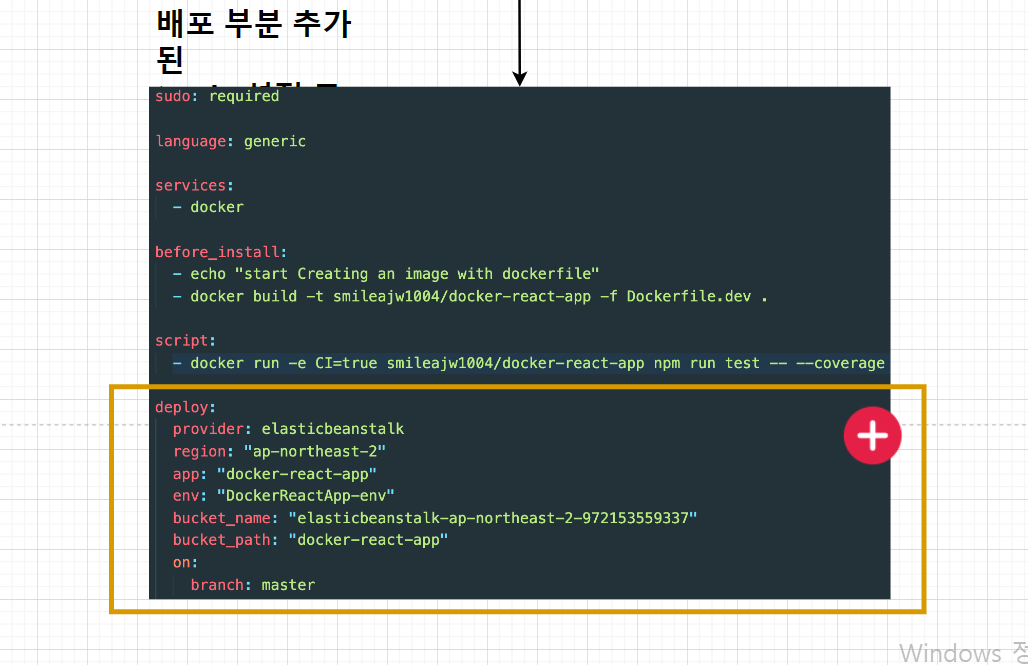 배포 부분 추가
된
sudo: required
language: generic
services:
- docker
before_install:
- echo "start Creating an image with dockerfile"
- docker build -t smileajw1004/docker-react-app -f Dockerfile.dev .
script:
- docker run -e CI=true smileajw1004/docker-react-app npm run test -- --coverage
deploy:
provider: elasticbeanstalk
region: "ap-northeast-2"
app: "docker-react-app"
env: "DockerReactApp-env"
bucket_name: "elasticbeanstalk-ap-northeast-2-972153559337"
bucket_path: "docker-react-app"
on:
branch: master
Windows